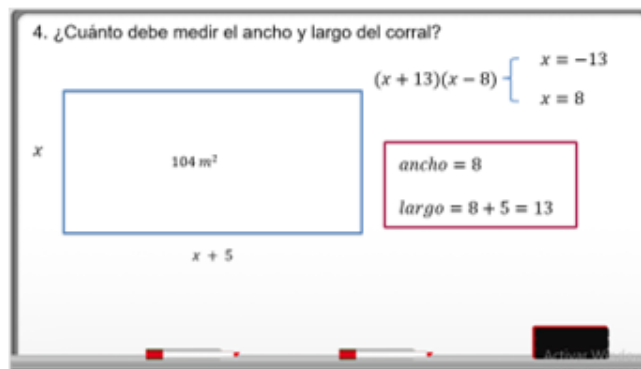 4. ¿Cuánto debe medir el ancho y largo del corral?
x = −13
(x + 13)(x − 8)
x = 8
x
104 m²
ancho = 8
largo = 8 + 5 = 13
x + 5
Activar